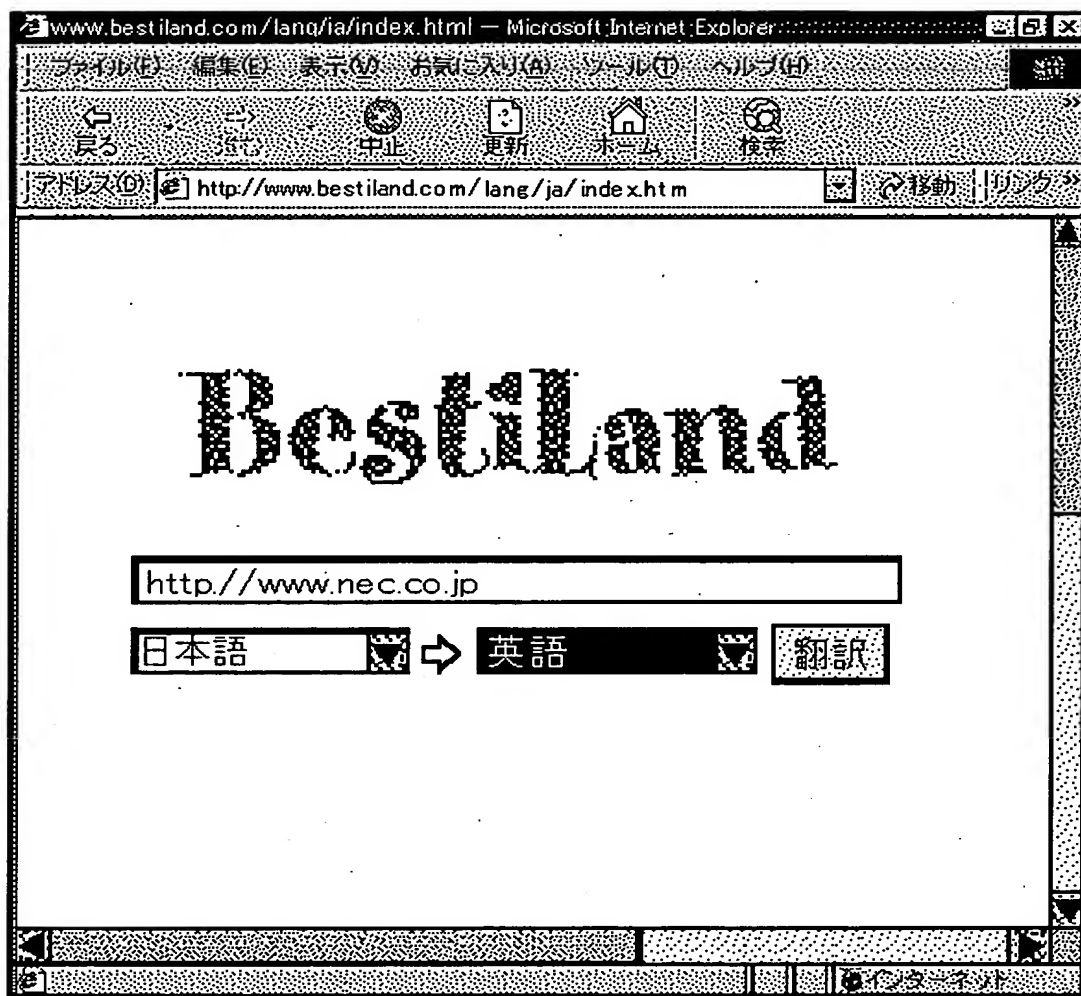 www.bestiland.com/lang/ja/index.html — Microsoft Internet Explorer
ファイル(F) 編集(E) 表示(V) お気に入り(A) ツール(T) ヘルプ(H)
戻る 進む 中止 更新 ホーム 検索
アドレス(D) http://www.bestiland.com/lang/ja/index.htm 移動 リンク »
BestiLand
http.//www.nec.co.jp
日本語 ⇨ 英語 翻訳
インターネット